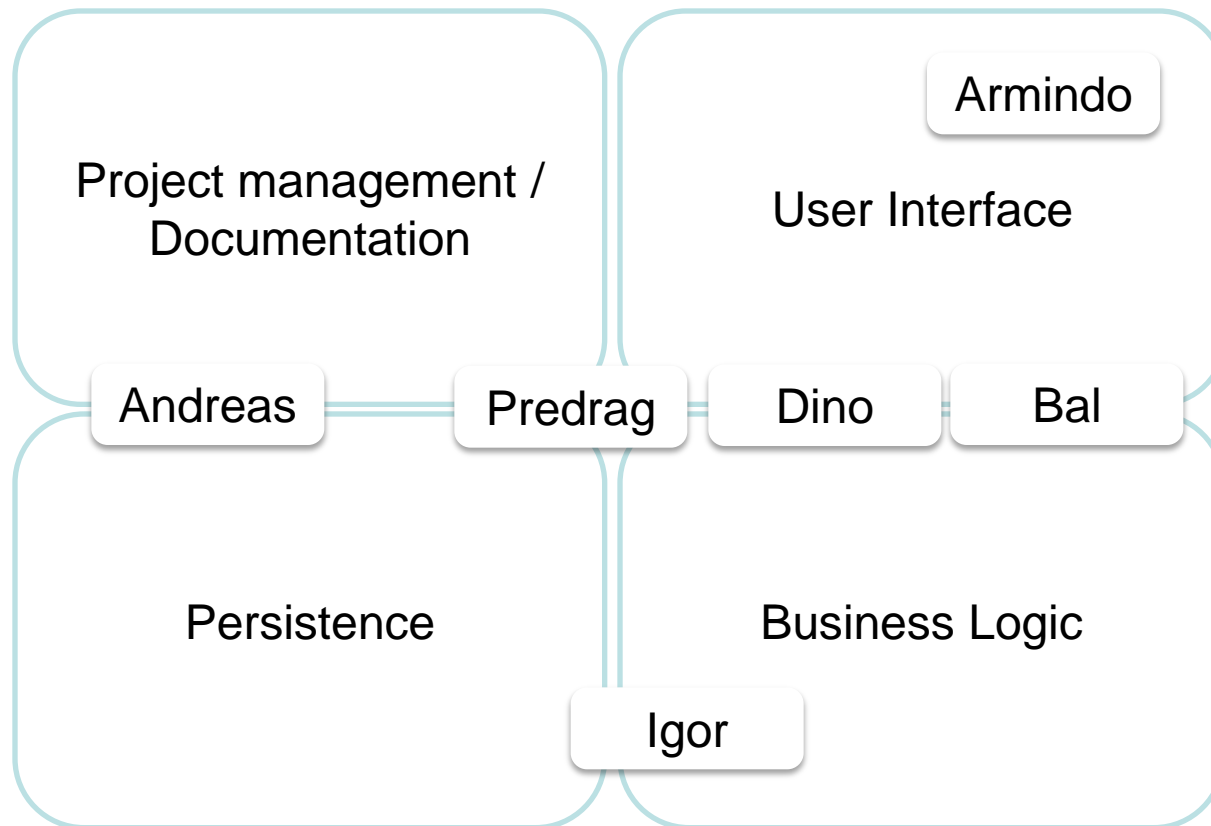 Armindo
Project management /
Documentation
User Interface
Andreas
Predrag
Dino
Bal
Persistence
Business Logic
Igor